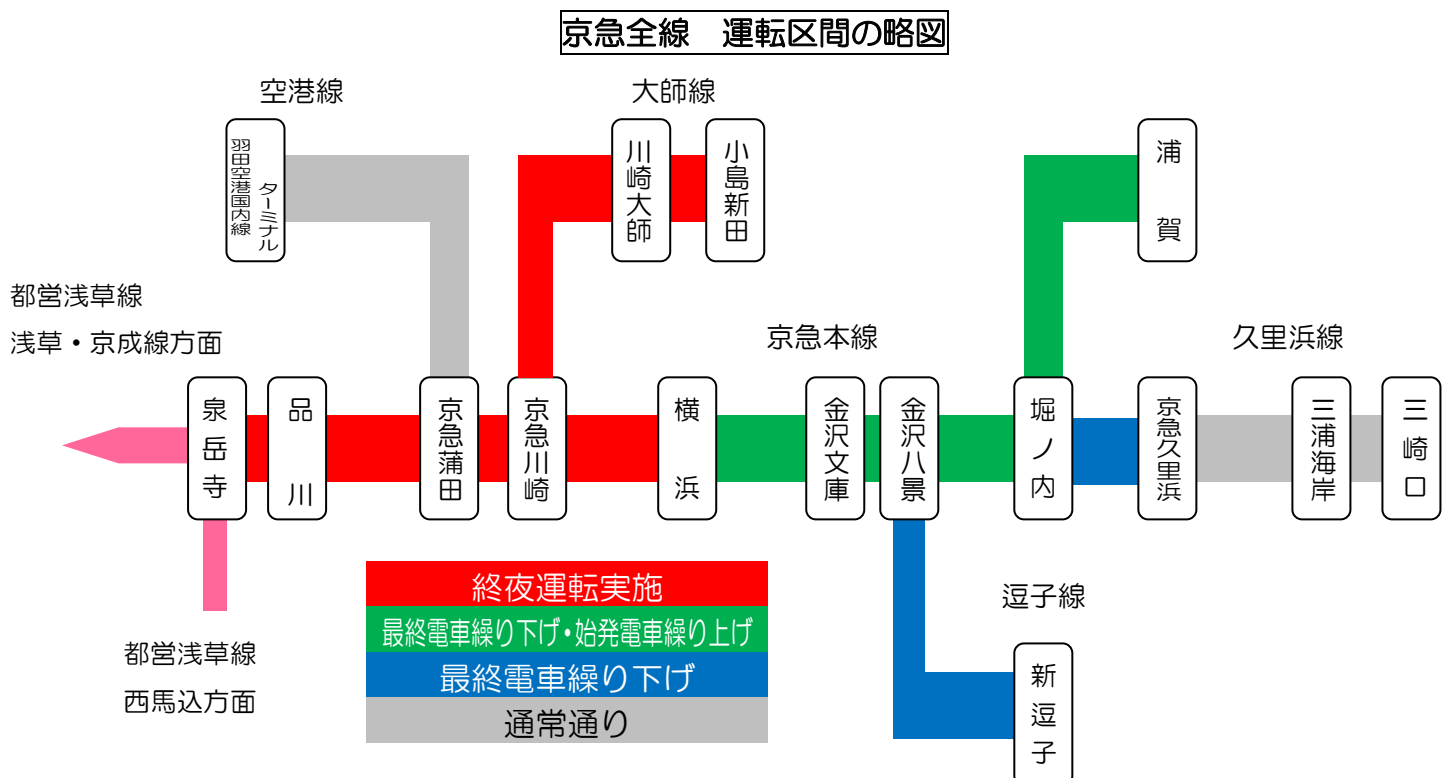 京急全線　運転区間の略図
空港線
大師線
羽田空港国内線
ターミナル
川崎大師
小島新田
浦賀
都営浅草線
浅草・京成線方面
京急本線
久里浜線
泉岳寺
品川
京急蒲田
京急川崎
横浜
金沢文庫
金沢八景
堀ノ内
京急久里浜
三浦海岸
三崎口
終夜運転実施
最終電車繰り下げ・始発電車繰り上げ
最終電車繰り下げ
通常通り
逗子線
新逗子
都営浅草線
西馬込方面